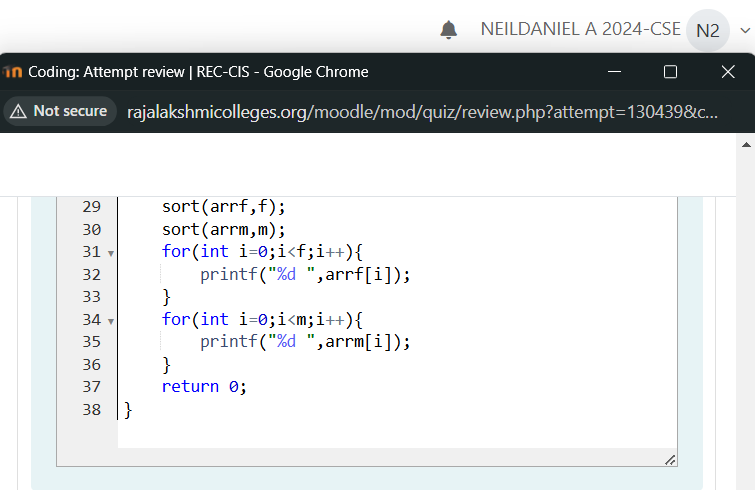 NEILDANIEL A 2024-CSE N2
Coding: Attempt review | REC-CIS - Google Chrome
Not secure rajalakshmicolleges.org/moodle/mod/quiz/review.php?attempt=130439&c...
29 sort(arrf,f);
30 sort(arrm,m);
31 for(int i=0;i<f;i++){
32 printf("%d ",arrf[i]);
33 }
34 for(int i=0;i<m;i++){
35 printf("%d ",arrm[i]);
36 }
37 return 0;
38 }